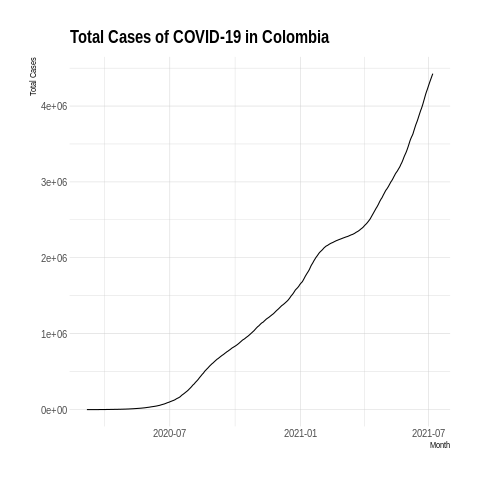 Total Cases of COVID-19 in Colombia
Total Cases
4e+06
3e+06
2e+06
1e+06
0e+00
2020-07
2021-01
2021-07
Month